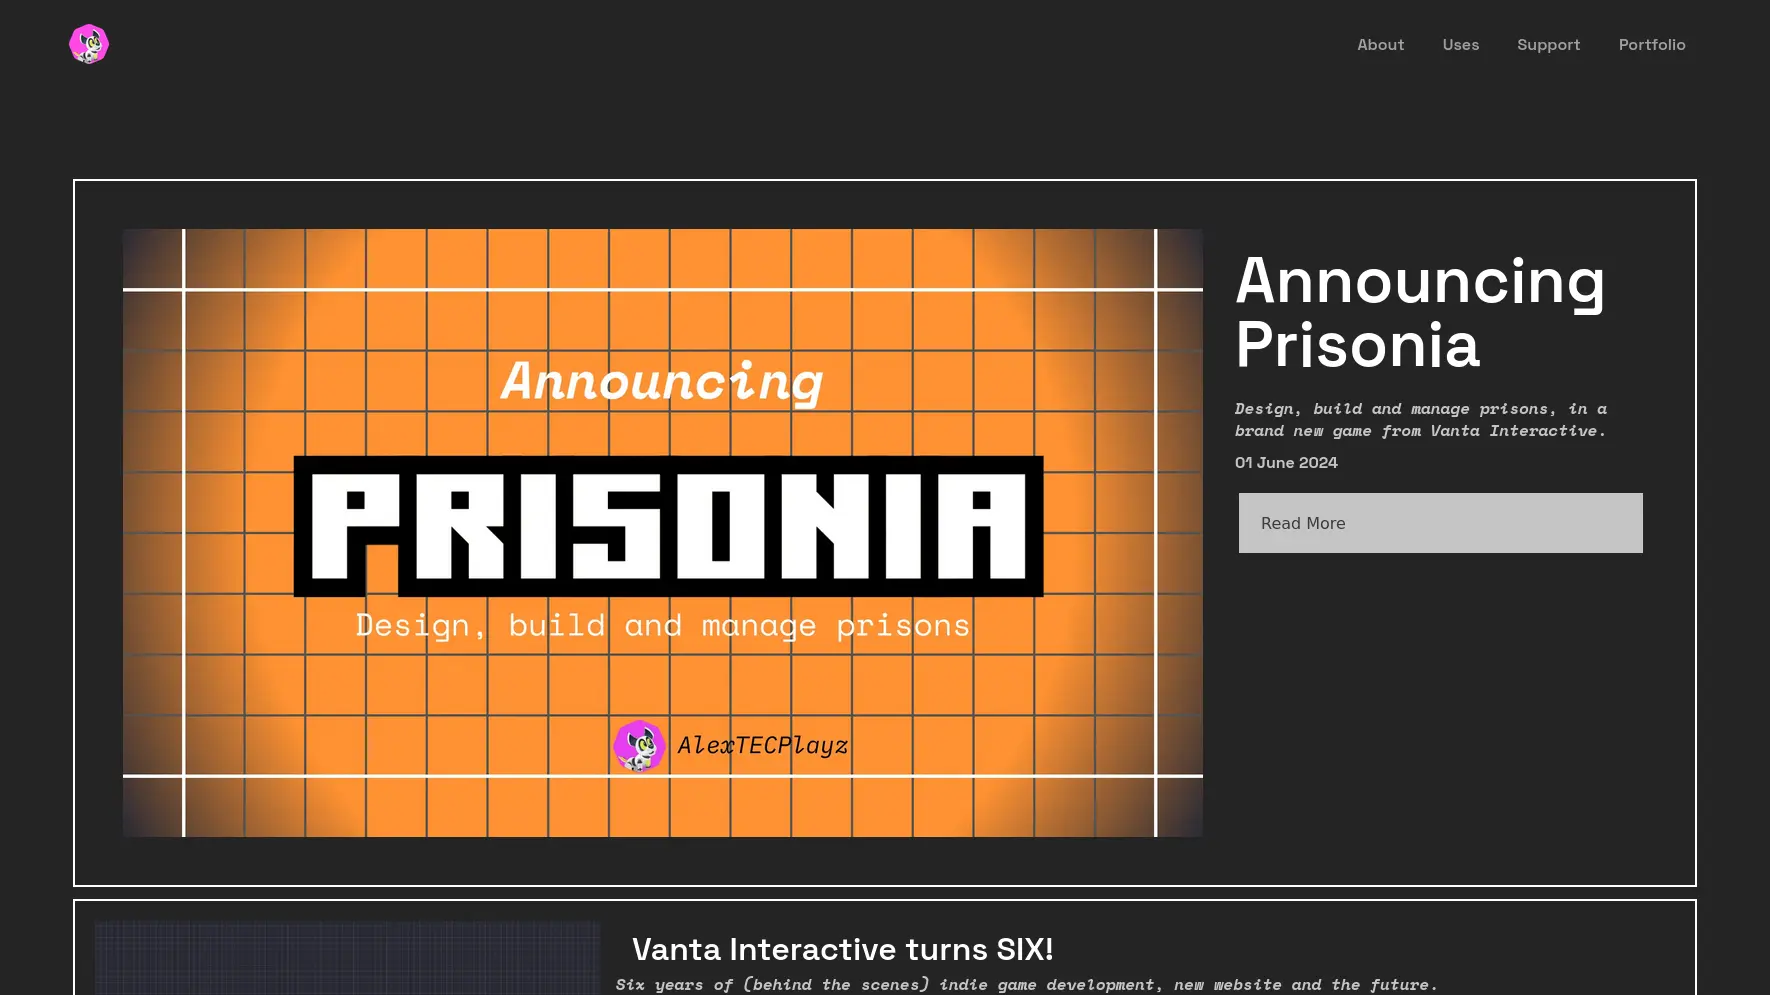 About
Uses
Support
Portfolio
Announcing
PRISONIA
Design, build and manage prisons
AlexTECPlayz
Announcing
Prisonia
Design, build and manage prisons, in a
brand new game from Vanta Interactive.
01 June 2024
Read More
Vanta Interactive turns SIX!
Six years of (behind the scenes) indie game development, new website and the future.